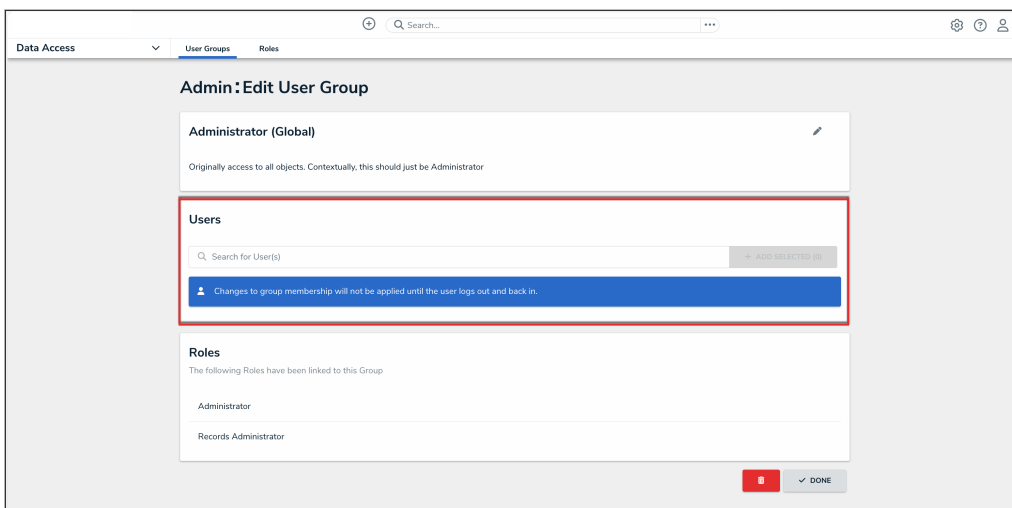 Search...
Data Access
User Groups
Roles
Admin:Edit User Group
Administrator (Global)
Originally access to all objects. Contextually, this should just be Administrator
Users
Search for User(s)
+ ADD SELECTED (0)
Changes to group membership will not be applied until the user logs out and back in.
Roles
The following Roles have been linked to this Group
Administrator
Records Administrator
DONE